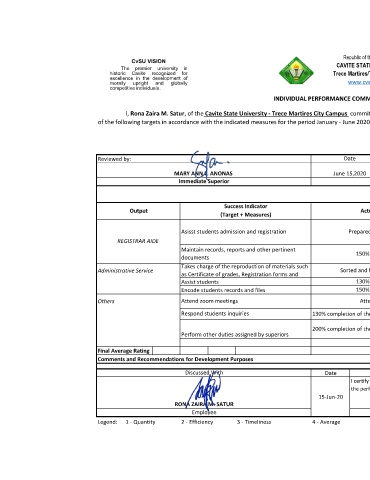 CvSU VISION
The premier university in
historic Cavite recognized for
excellence in the development of
morally upright and globally
competitive individuals.
Republic of th
CAVITE STAT
Trece Martires/
www.cvs
INDIVIDUAL PERFORMANCE COMM
I, Rona Zaira M. Satur, of the Cavite State University - Trece Martires City Campus commit
of the following targets in accordance with the indicated measures for the period January - June 2020
Reviewed by: Date
MARY ANN A. ANONAS June 15,2020
Immediate Superior
Output Success Indicator (Target + Measures) Actu
REGISTRAR AIDE
Asisst students admission and registration Prepared
Maintain records, reports and other pertinent
documents 150%
Administrative Service
Takes charge of the reproduction of materials such
as Certificate of grades, Registration forms and Sorted and
Assist students 130%
Encode students records and files 150%
Others Attend zoom meetings Atte
Respond students inquiries 130% completion of the
Perform other duties assigned by superiors 200% completion of the
Final Average Rating
Comments and Recommendations for Development Purposes
Discussed With Date
I certify
the perf
RONA ZAIRA M. SATUR 15-Jun-20
Employee
Legend: 1 - Quantity 2 - Efficiency 3 - Timeliness 4 - Average